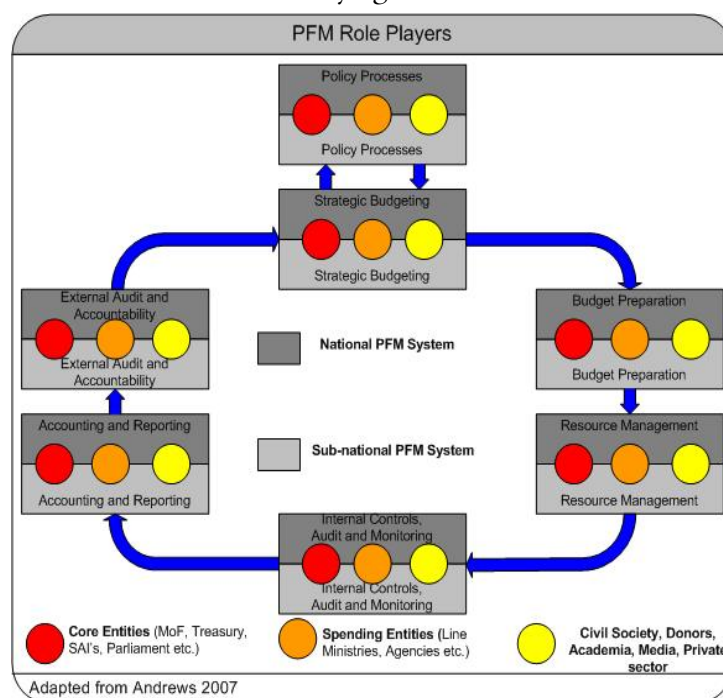 PFM Role Players
Policy Processes
Policy Processes
Strategic Budgeting
Strategic Budgeting
External Audit and
Accountability
External Audit and
Accountability
Budget Preparation
Budget Preparation
National PFM System
Accounting and Reporting
Accounting and Reporting
Resource Management
Resource Management
Sub-national PFM System
Internal Controls,
Audit and Monitoring
Internal Controls,
Audit and Monitoring
Core Entities (MoF, Treasury,
SAI's, Parliament etc.)
Spending Entities (Line
Ministries, Agencies etc.)
Civil Society, Donors,
Academia, Media, Private
sector
Adapted from Andrews 2007